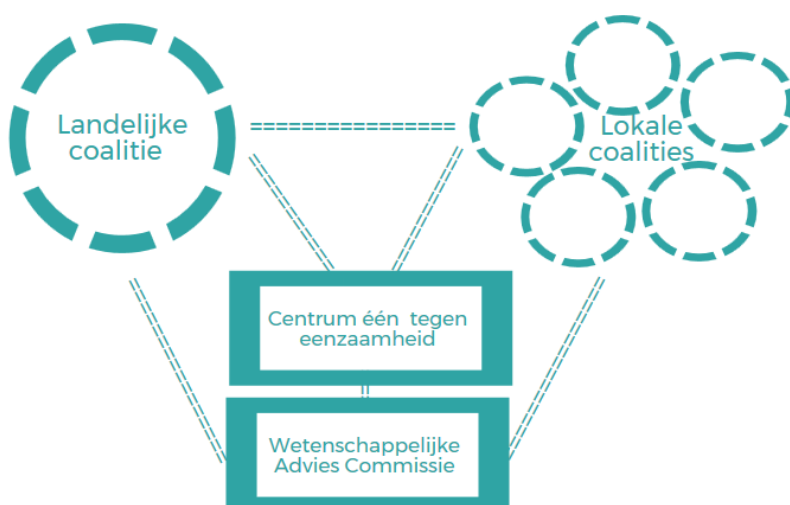 Landelijke
coalitie
Lokale
coalities
Centrum één tegen
eenzaamheid
Wetenschappelijke
Advies Commissie